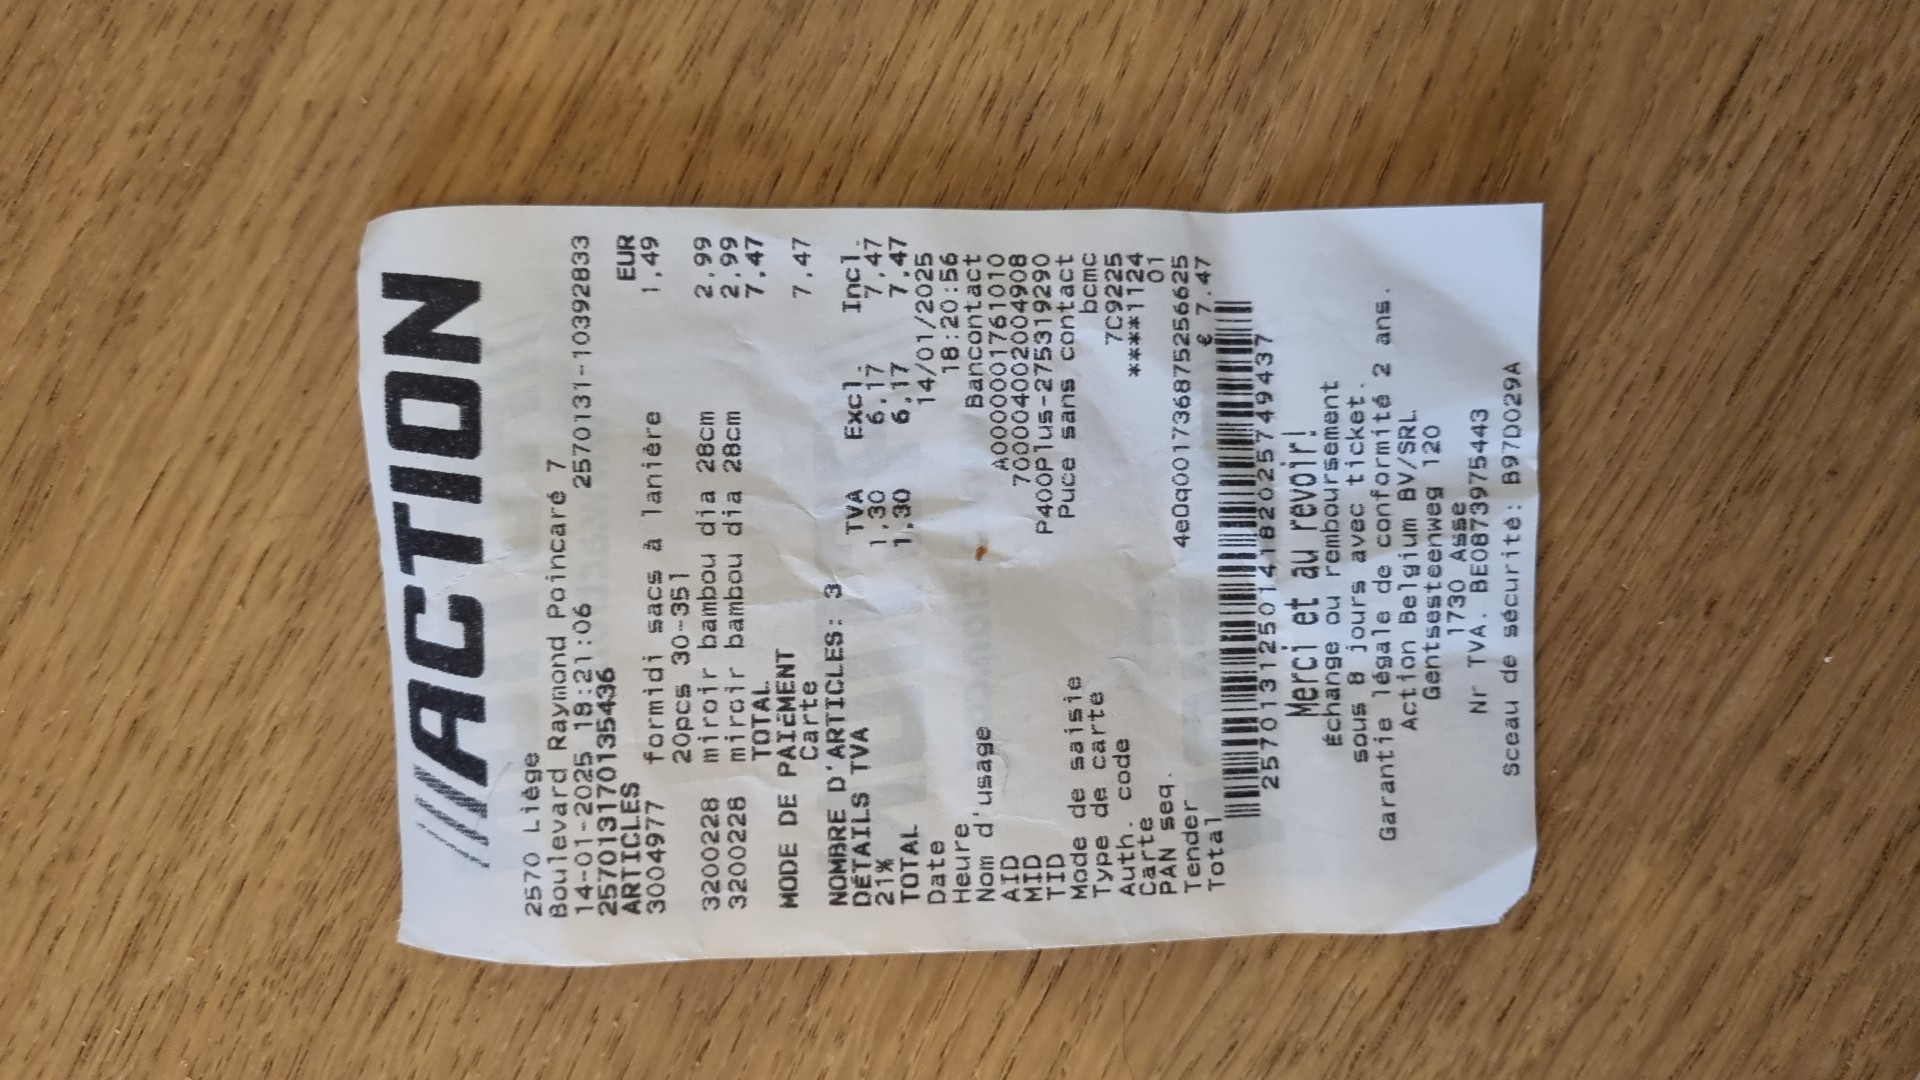 ///ACTION
2570 Liège
Boulevard Raymond Poincaré 7
14-01-2025 18:21:06 2570131-10392833
2570131170135436
ARTICLES EUR
3004977 formidi sacs à lanière 1,49
20pcs 30-35l
3200228 miroir bambou dia 28cm 2,99
3200228 miroir bambou dia 28cm 2,99
TOTAL 7,47
MODE DE PAIEMENT
Carte 7,47
NOMBRE D'ARTICLES: 3
DÉTAILS TVA TVA Excl. Incl.
21% 1,30 6,17 7,47
TOTAL 1,30 6,17 7,47
Date 14/01/2025
Heure 18:20:56
Nom d'usage Bancontact
AID A0000001761010
MID 700004002004908
TID P400Plus-275319290
Mode de saisie Puce sans contact
Type de carte bcmc
Auth. code 7C9225
Carte ****1124
PAN seq. 01
Tender 4eQq001736875256625
Total € 7.47
25701312501418202574 9437
Merci et au revoir!
Échange ou remboursement
sous 8 jours avec ticket.
Garantie légale de conformité 2 ans.
Action Belgium BV/SRL
Gentsesteenweg 120
1730 Asse
Nr TVA. BE0873975443
Sceau de sécurité: B97D029A